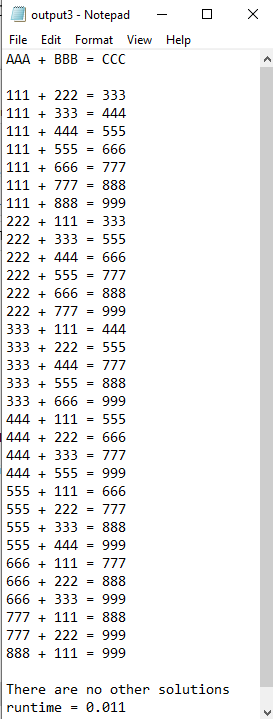 output3 - Notepad
File Edit Format View Help
AAA + BBB = CCC
111 + 222 = 333
111 + 333 = 444
111 + 444 = 555
111 + 555 = 666
111 + 666 = 777
111 + 777 = 888
111 + 888 = 999
222 + 111 = 333
222 + 333 = 555
222 + 444 = 666
222 + 555 = 777
222 + 666 = 888
222 + 777 = 999
333 + 111 = 444
333 + 222 = 555
333 + 444 = 777
333 + 555 = 888
333 + 666 = 999
444 + 111 = 555
444 + 222 = 666
444 + 333 = 777
444 + 555 = 999
555 + 111 = 666
555 + 222 = 777
555 + 333 = 888
555 + 444 = 999
666 + 111 = 777
666 + 222 = 888
666 + 333 = 999
777 + 111 = 888
777 + 222 = 999
888 + 111 = 999
There are no other solutions
runtime = 0.011